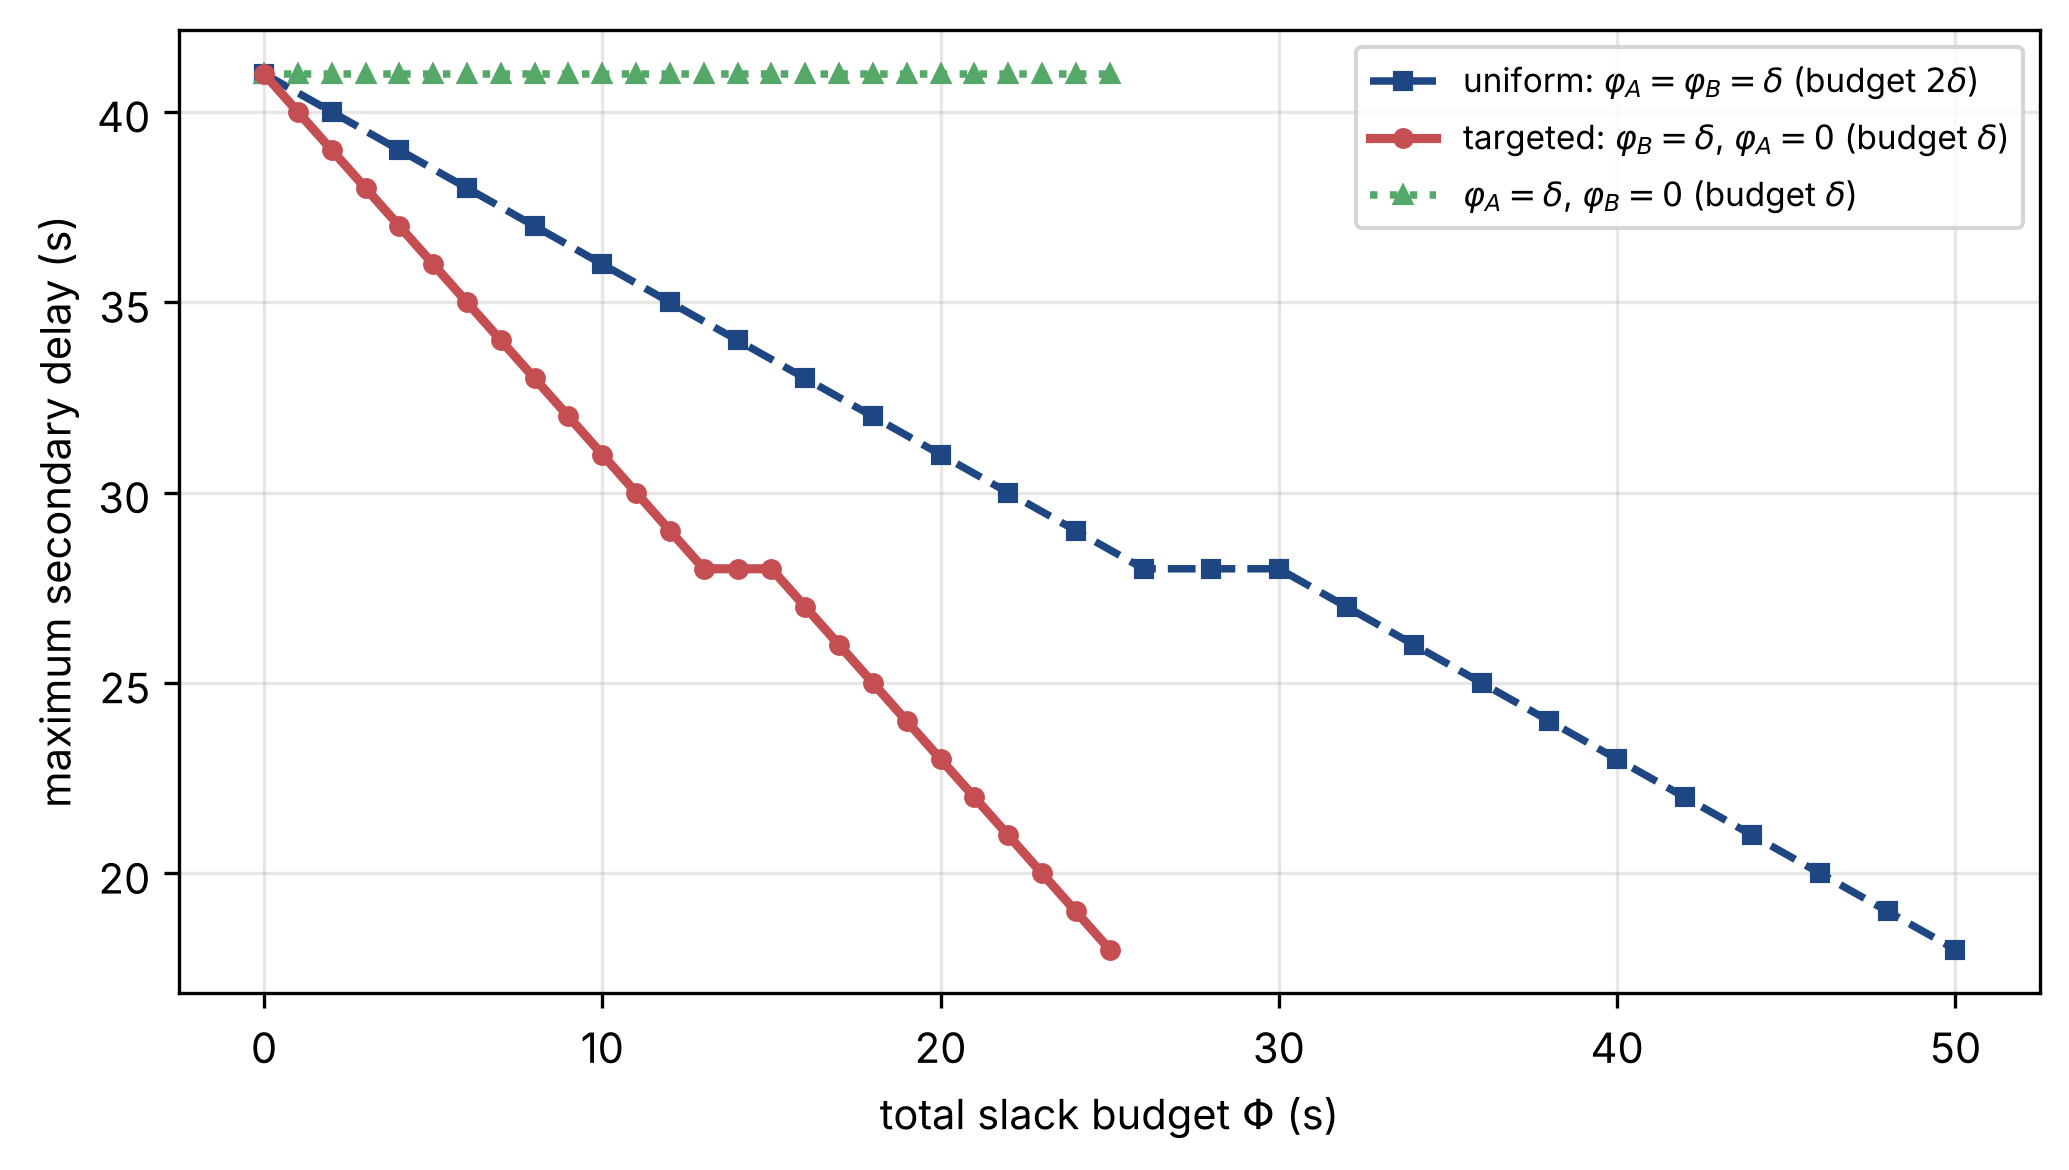 uniform: φ_A = φ_B = δ (budget 2δ)
targeted: φ_B = δ, φ_A = 0 (budget δ)
φ_A = δ, φ_B = 0 (budget δ)
maximum secondary delay (s)
40
35
30
25
20
0 10 20 30 40 50
total slack budget Φ (s)